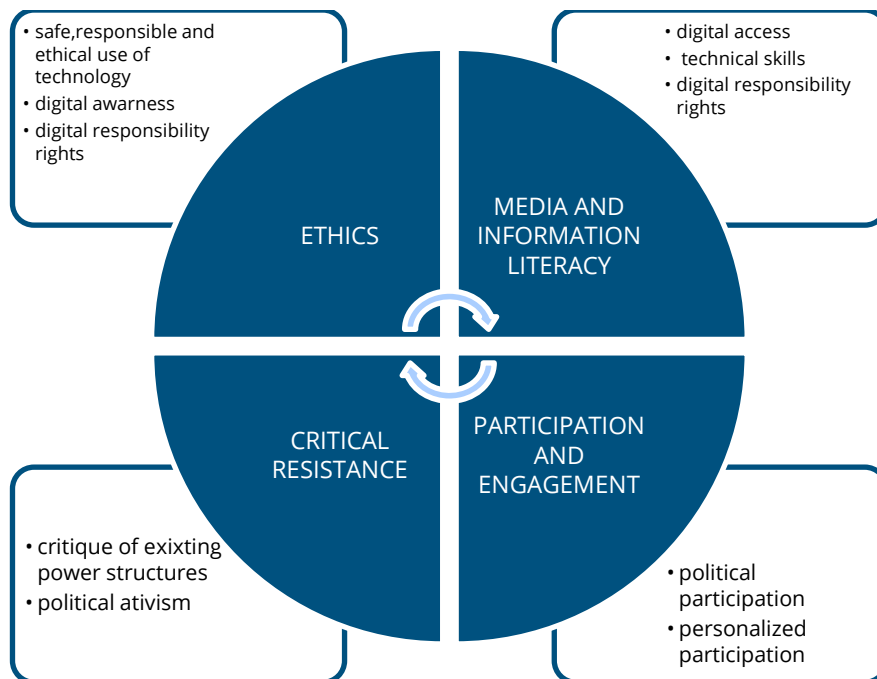 • safe,responsible and
ethical use of
technology
• digital awarness
• digital responsibility
rights
• digital access
• technical skills
• digital responsibility
rights
ETHICS
MEDIA AND
INFORMATION
LITERACY
CRITICAL
RESISTANCE
PARTICIPATION
AND
ENGAGEMENT
• critique of exixting
power structures
• political ativism
• political
participation
• personalized
participation